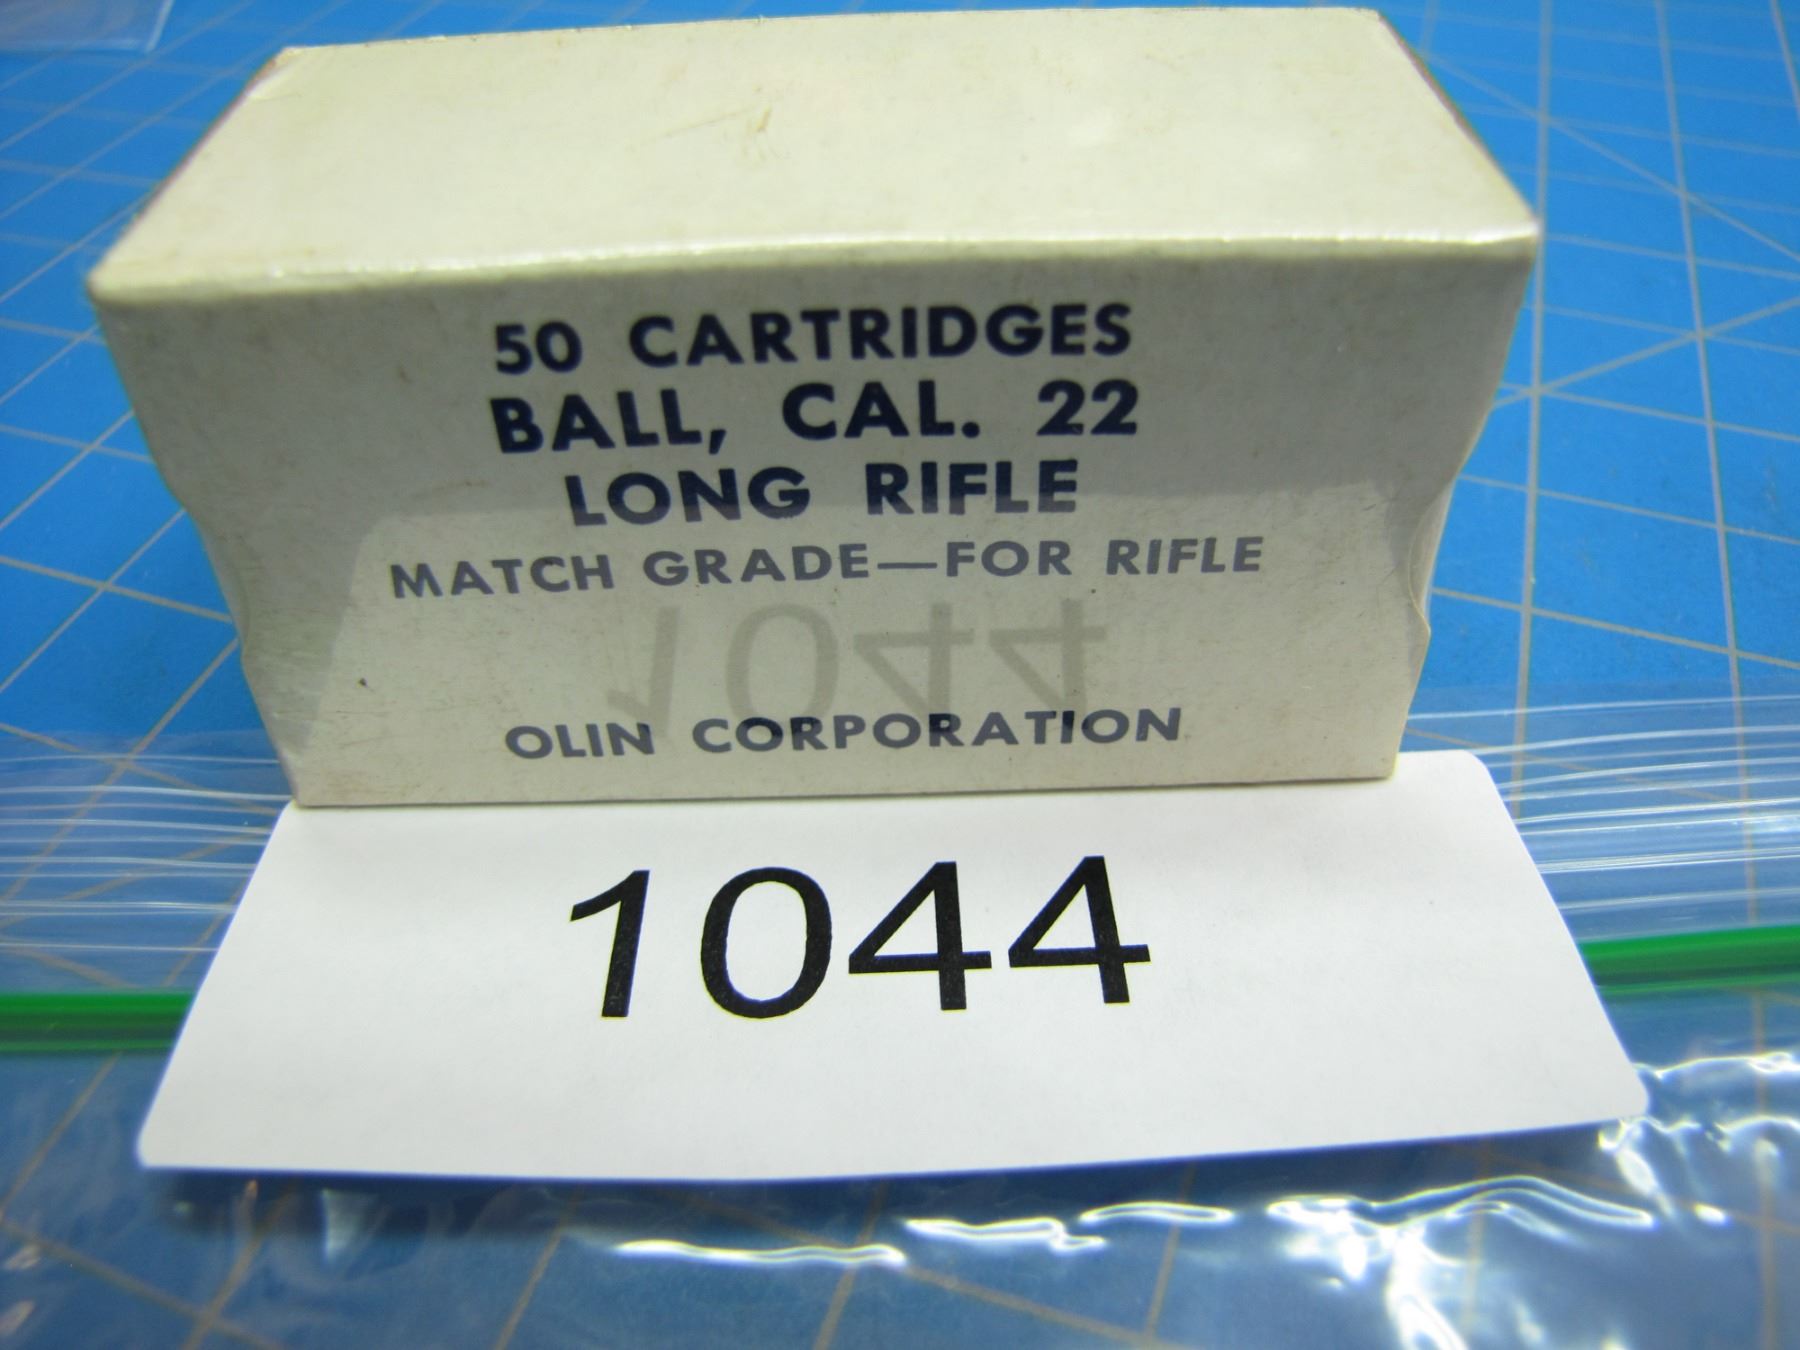 50 CARTRIDGES
BALL, CAL. 22
LONG RIFLE
MATCH GRADE—FOR RIFLE
OLIN CORPORATION
1044